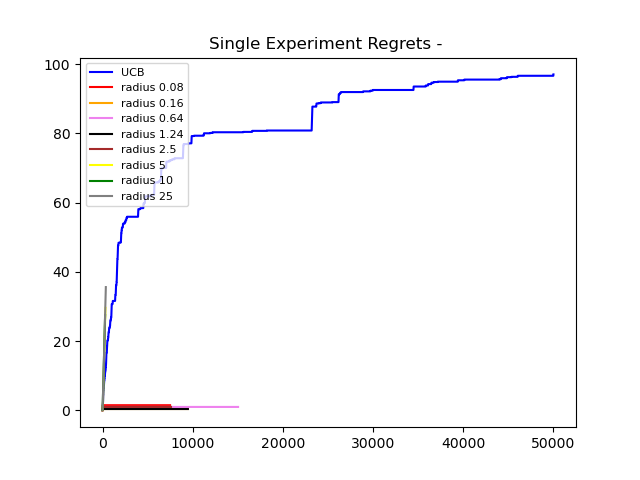 Single Experiment Regrets -
100
80
60
40
20
0
UCB
radius 0.08
radius 0.16
radius 0.64
radius 1.24
radius 2.5
radius 5
radius 10
radius 25
0 10000 20000 30000 40000 50000